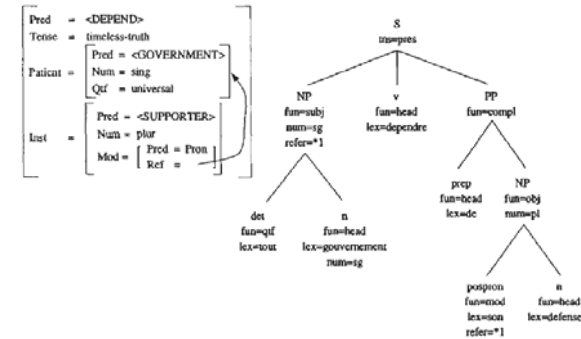 Pred = <DEPEND>
Tense = timeless-truth
Patient = Pred = <GOVERNMENT>
Num = sing
Qtf = universal
Inst = Pred = <SUPPORTER>
Num = plur
Mod = Pred = Pron
Ref =
S
tns=pres
NP v PP
fun=subj fun=head fun=compl
num=sg lex=dependre
refer=*1
prep NP
fun=head fun=obj
lex=de num=pl
det n
fun=qtf fun=head
lex=tout lex=gouvernement
num=sg
pospron n
fun=mod fun=head
lex=son lex=defenseur
refer=*1